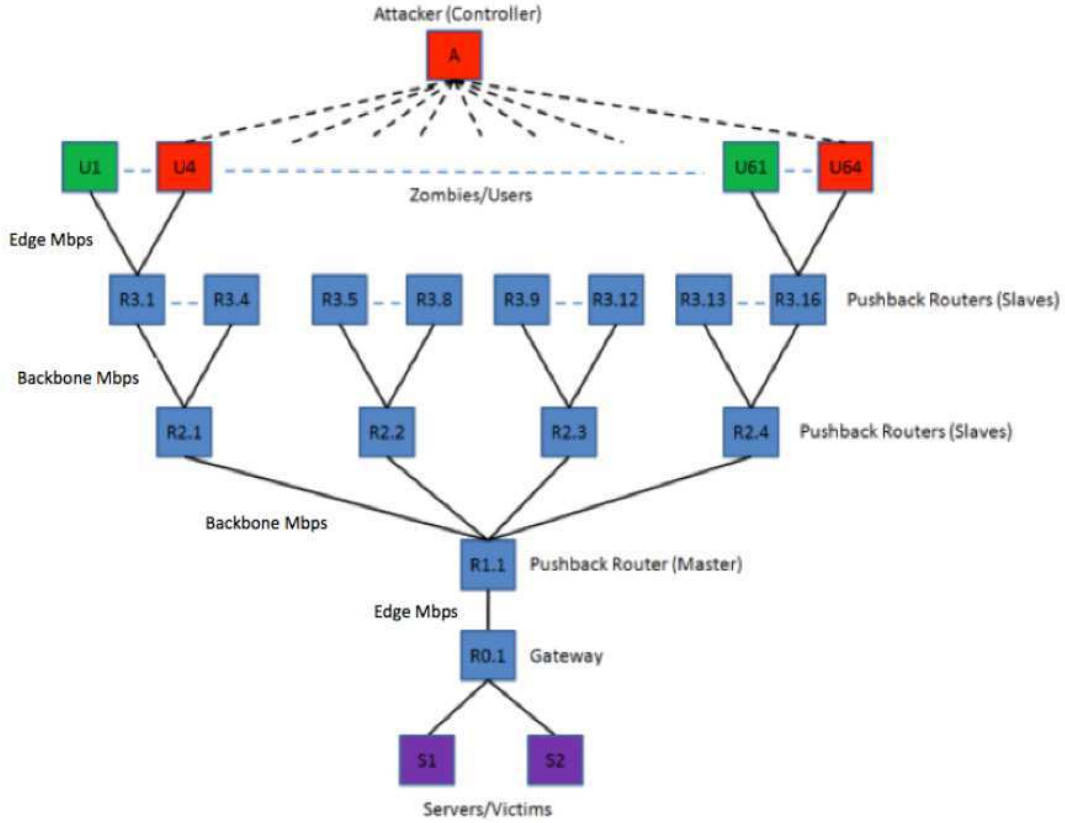 Attacker (Controller)
A
U1
U4
U61
U64
Zombies/Users
Edge Mbps
R3.1
R3.4
R3.5
R3.8
R3.9
R3.12
R3.13
R3.16
Pushback Routers (Slaves)
Backbone Mbps
R2.1
R2.2
R2.3
R2.4
Pushback Routers (Slaves)
Backbone Mbps
R1.1
Pushback Router (Master)
Edge Mbps
R0.1
Gateway
S1
S2
Servers/Victims